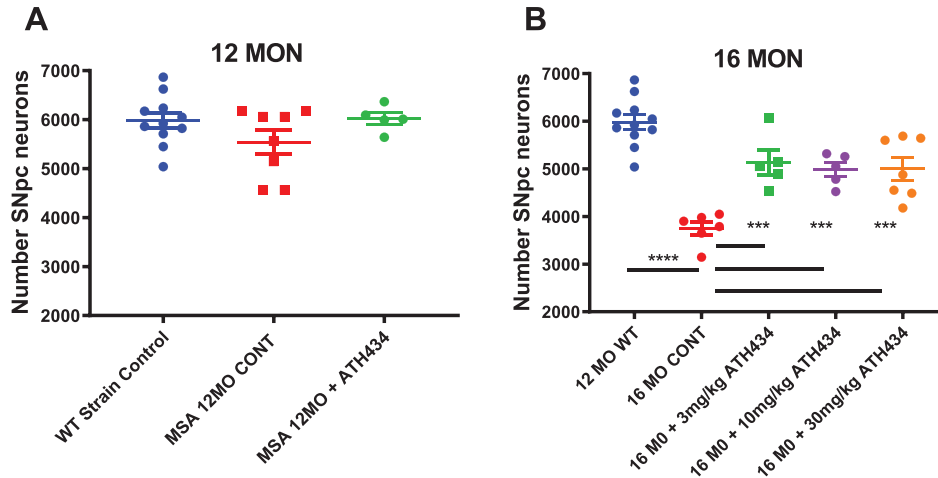 A
12 MON
Number SNpc neurons
7000
6000
5000
4000
3000
2000
WT Strain Control
MSA 12MO CONT
MSA 12MO + ATH434
B
16 MON
Number SNpc neurons
7000
6000
5000
4000
3000
2000
****
***
***
***
12 MO WT
16 MO CONT
16 M0 + 3mg/kg ATH434
16 M0 + 10mg/kg ATH434
16 M0 + 30mg/kg ATH434